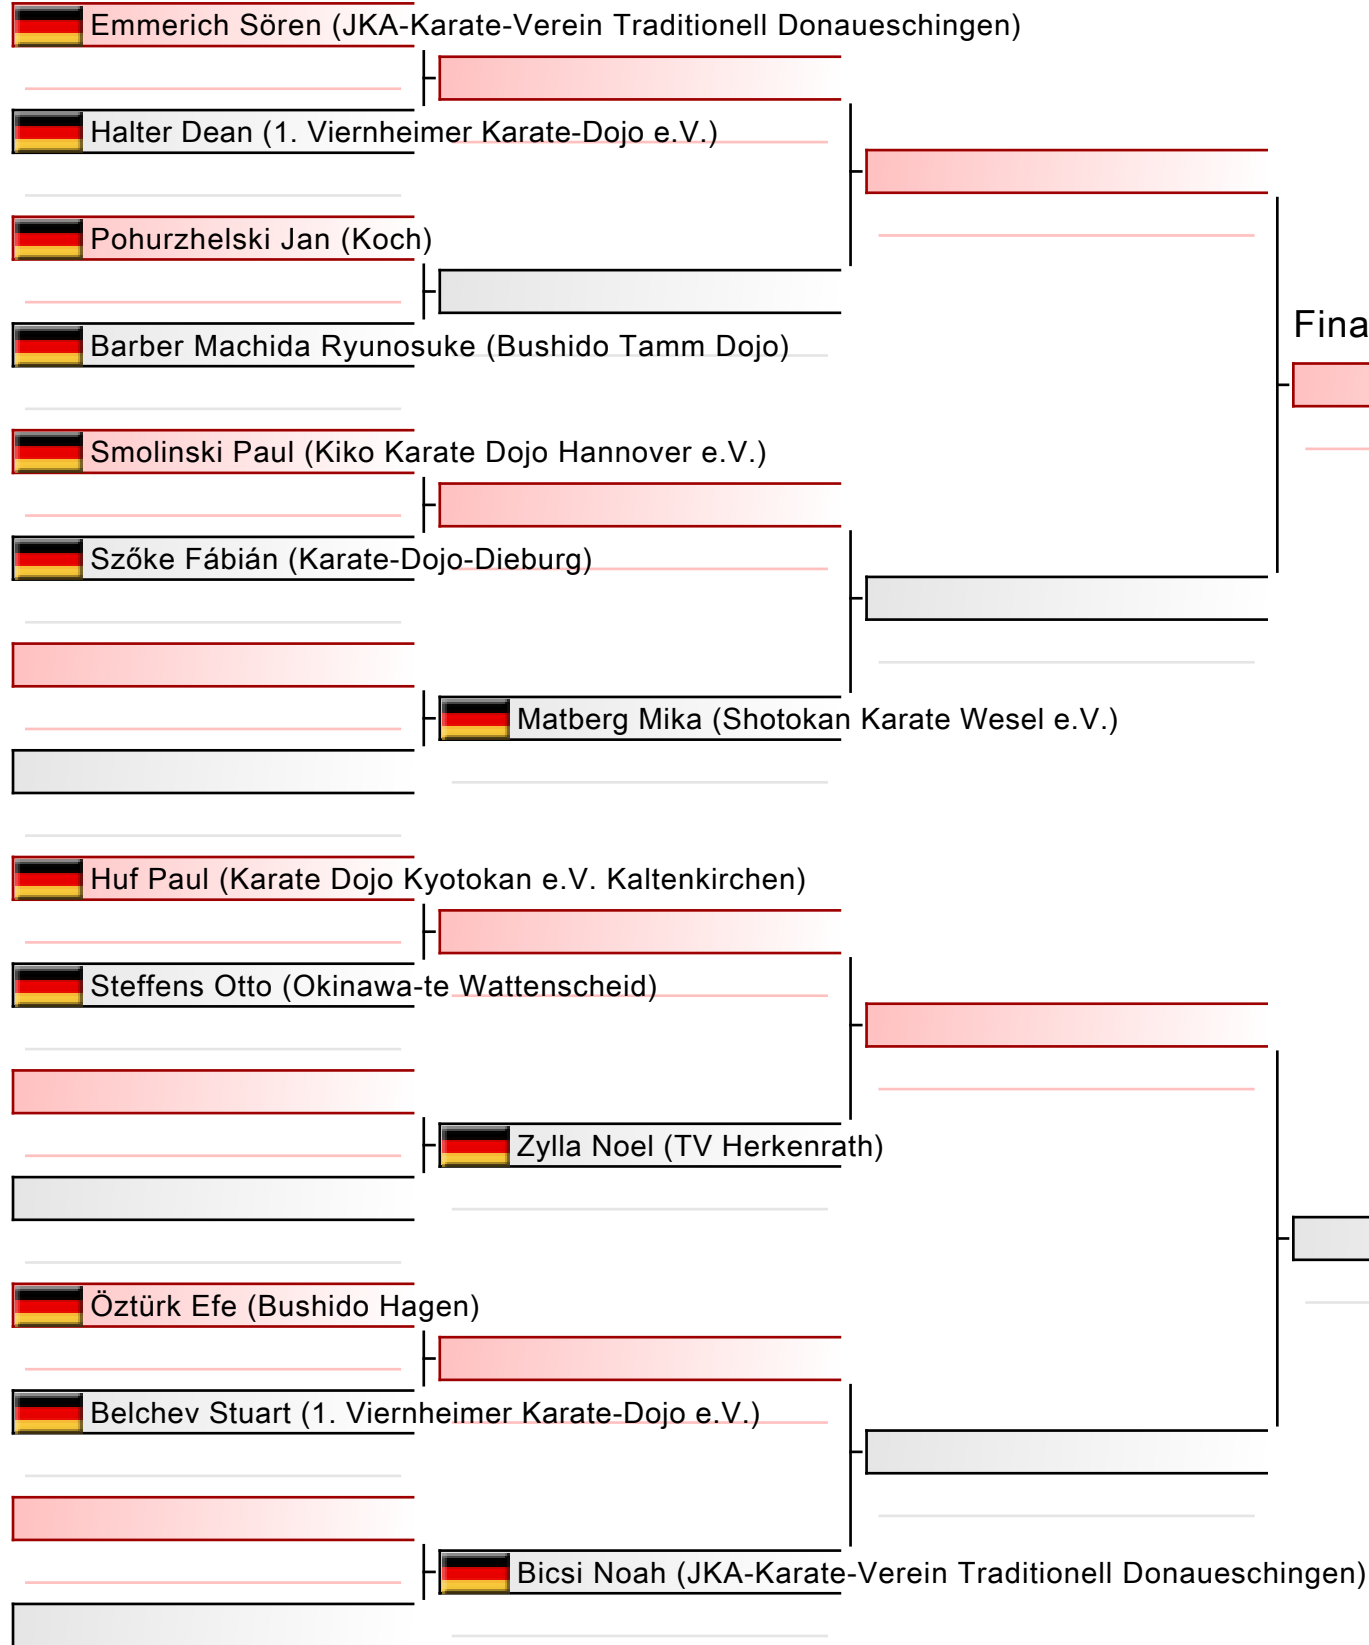 Emmerich Sören (JKA-Karate-Verein Traditionell Donaueschingen)
Halter Dean (1. Viernheimer Karate-Dojo e.V.)
Pohurzhelski Jan (Koch)
Fina
Barber Machida Ryunosuke (Bushido Tamm Dojo)
Smolinski Paul (Kiko Karate Dojo Hannover e.V.)
Szőke Fábián (Karate-Dojo-Dieburg)
Matberg Mika (Shotokan Karate Wesel e.V.)
Huf Paul (Karate Dojo Kyotokan e.V. Kaltenkirchen)
Steffens Otto (Okinawa-te Wattenscheid)
Zylla Noel (TV Herkenrath)
Öztürk Efe (Bushido Hagen)
Belchev Stuart (1. Viernheimer Karate-Dojo e.V.)
Bicsi Noah (JKA-Karate-Verein Traditionell Donaueschingen)